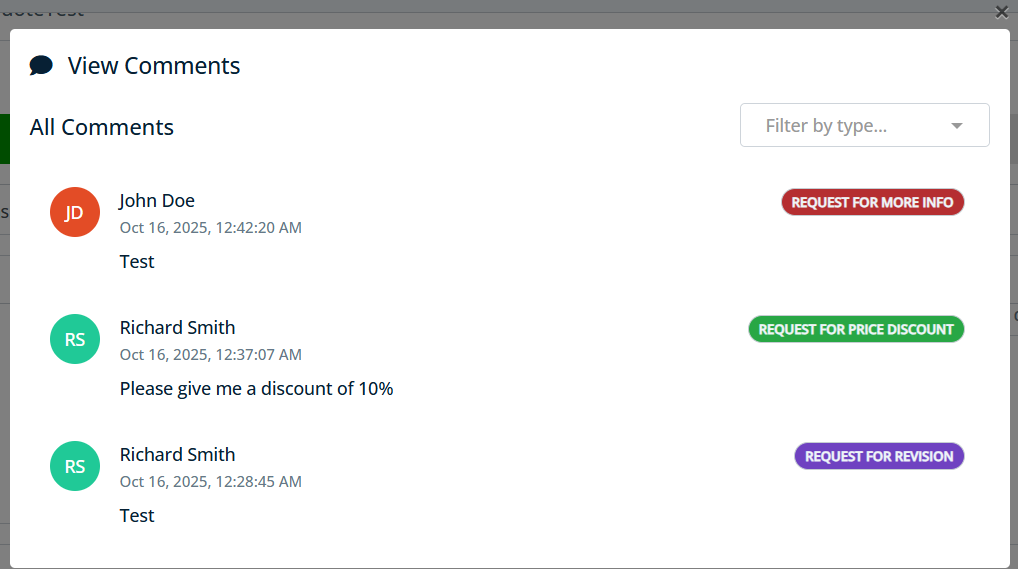 View Comments
All Comments
Filter by type...
JD
John Doe
REQUEST FOR MORE INFO
Oct 16, 2025, 12:42:20 AM
Test
RS
Richard Smith
REQUEST FOR PRICE DISCOUNT
Oct 16, 2025, 12:37:07 AM
Please give me a discount of 10%
RS
Richard Smith
REQUEST FOR REVISION
Oct 16, 2025, 12:28:45 AM
Test